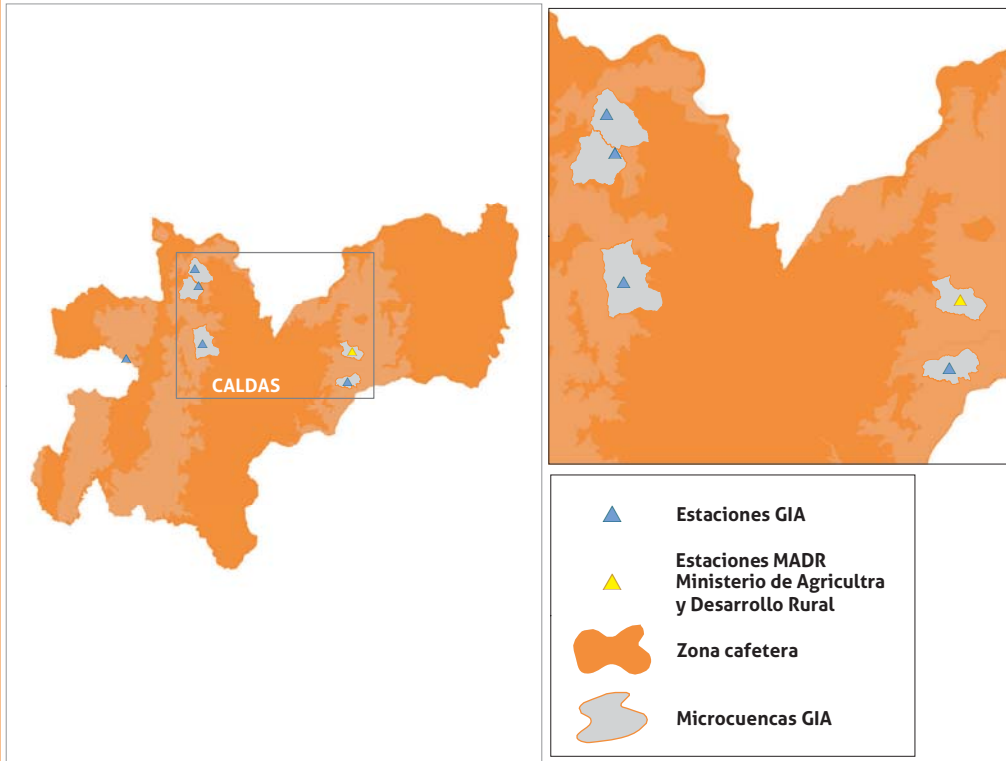 CALDAS
Estaciones GIA
Estaciones MADR
Ministerio de Agricultra
y Desarrollo Rural
Zona cafetera
Microcuencas GIA